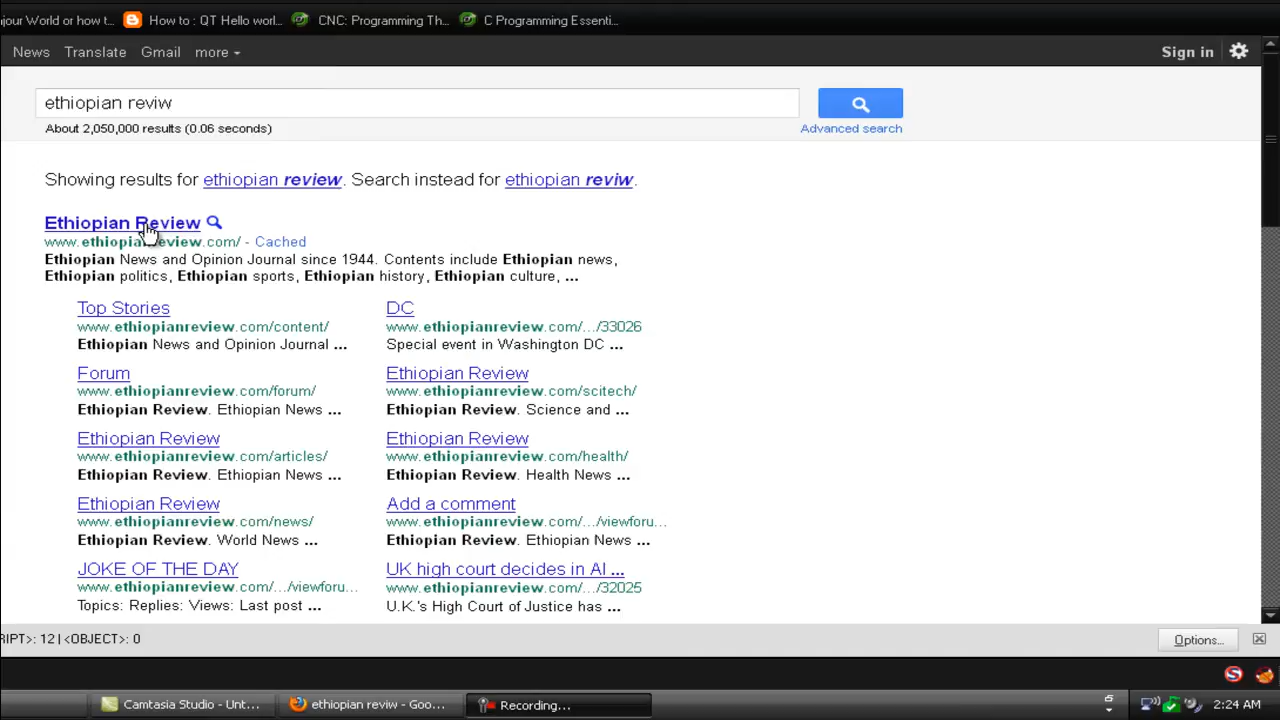 jour World or how t...
How to : QT Hello worl...
CNC: Programming Th...
C Programming Essenti...
News Translate Gmail more
Sign in
ethiopian reviw
About 2,050,000 results (0.06 seconds)
Advanced search
Showing results for ethiopian review. Search instead for ethiopian reviw.
Ethiopian Review
www.ethiopianreview.com/ - Cached
Ethiopian News and Opinion Journal since 1944. Contents include Ethiopian news,
Ethiopian politics, Ethiopian sports, Ethiopian history, Ethiopian culture, ...
Top Stories
www.ethiopianreview.com/content/
Ethiopian News and Opinion Journal ...
DC
www.ethiopianreview.com/.../33026
Special event in Washington DC ...
Forum
www.ethiopianreview.com/forum/
Ethiopian Review. Ethiopian News ...
Ethiopian Review
www.ethiopianreview.com/scitech/
Ethiopian Review. Science and ...
Ethiopian Review
www.ethiopianreview.com/articles/
Ethiopian Review. Ethiopian News ...
Ethiopian Review
www.ethiopianreview.com/health/
Ethiopian Review. Health News ...
Ethiopian Review
www.ethiopianreview.com/news/
Ethiopian Review. World News ...
Add a comment
www.ethiopianreview.com/.../viewforu...
Ethiopian Review. Ethiopian News ...
JOKE OF THE DAY
www.ethiopianreview.com/.../viewforu...
Topics: Replies: Views: Last post ...
UK high court decides in Al ...
www.ethiopianreview.com/.../32025
U.K.'s High Court of Justice has ...
RIPT>: 12 | <OBJECT>: 0
Options...
Camtasia Studio - Unt...
ethiopian reviw - Goo...
Recording...
2:24 AM